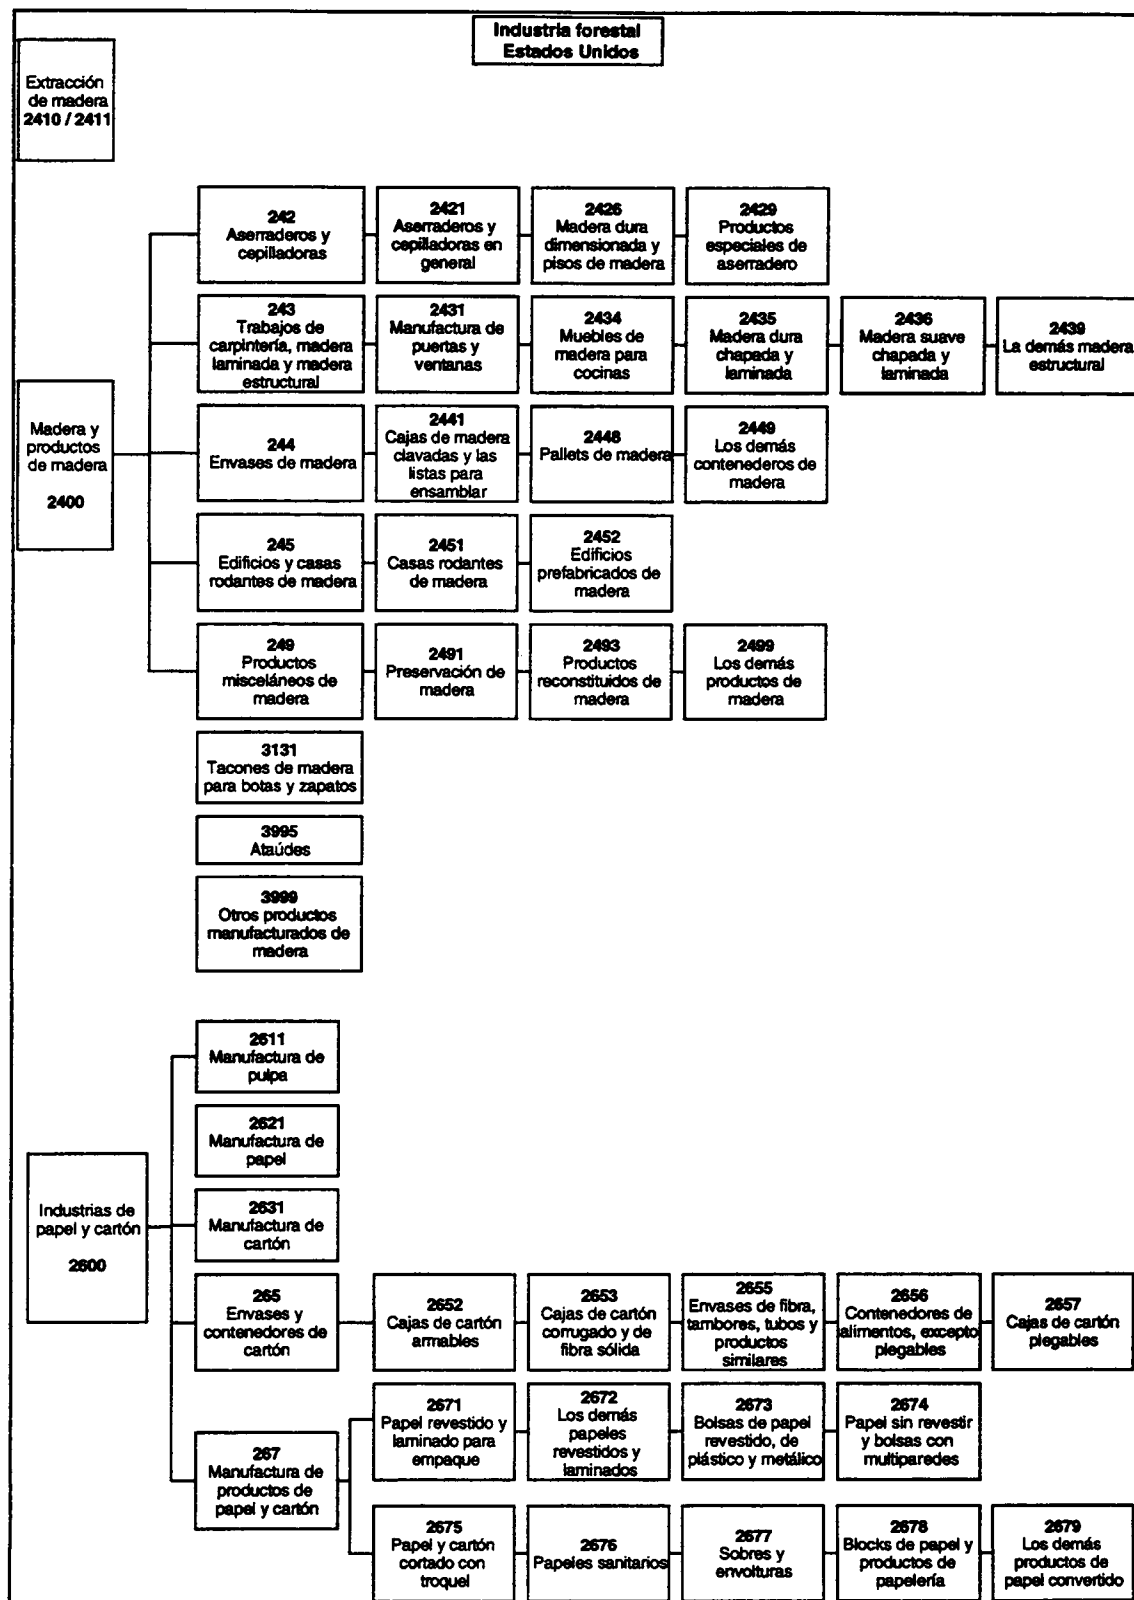 Industria forestal
Estados Unidos
Extracción
de madera
2410 / 2411
242
Aserraderos y
cepilladoras
2421
Aserraderos y
cepilladoras en
general
2426
Madera dura
dimensionada y
pisos de madera
2429
Productos
especiales de
aserradero
243
Trabajos de
carpintería, madera
laminada y madera
estructural
2431
Manufactura de
puertas y
ventanas
2434
Muebles de
madera para
cocinas
2435
Madera dura
chapada y
laminada
2436
Madera suave
chapada y
laminada
2439
La demás madera
estructural
Madera y
productos
de madera
2400
244
Envases de madera
2441
Cajas de madera
clavadas y las
listas para
ensamblar
2448
Pallets de madera
2449
Los demás
contenederos de
madera
245
Edificios y casas
rodantes de madera
2451
Casas rodantes
de madera
2452
Edificios
prefabricados de
madera
249
Productos
misceláneos de
madera
2491
Preservación de
madera
2493
Productos
reconstituidos de
madera
2499
Los demás
productos de
madera
3131
Tacones de madera
para botas y zapatos
3995
Ataúdes
3999
Otros productos
manufacturados de
madera
2611
Manufactura de
pulpa
2621
Manufactura de
papel
Industrias de
papel y cartón
2600
2631
Manufactura de
cartón
265
Envases y
contenedores de
cartón
2652
Cajas de cartón
armables
2653
Cajas de cartón
corrugado y de
fibra sólida
2655
Envases de fibra,
tambores, tubos y
productos
similares
2656
Contenedores de
alimentos, excepto
plegables
2657
Cajas de cartón
plegables
267
Manufactura de
productos de
papel y cartón
2671
Papel revestido y
laminado para
empaque
2672
Los demás
papeles
revestidos y
laminados
2673
Bolsas de papel
revestido, de
plástico y metálico
2674
Papel sin revestir
y bolsas con
multiparedes
2675
Papel y cartón
cortado con
troquel
2676
Papeles sanitarios
2677
Sobres y
envolturas
2678
Blocks de papel y
productos de
papelería
2679
Los demás
productos de
papel convertido